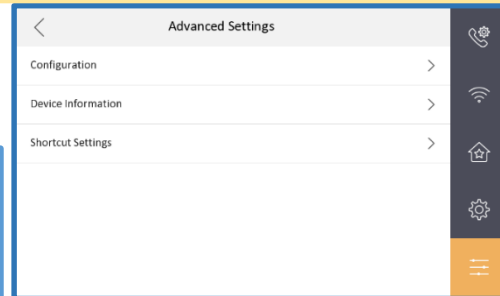 Advanced Settings
Configuration
Device Information
Shortcut Settings